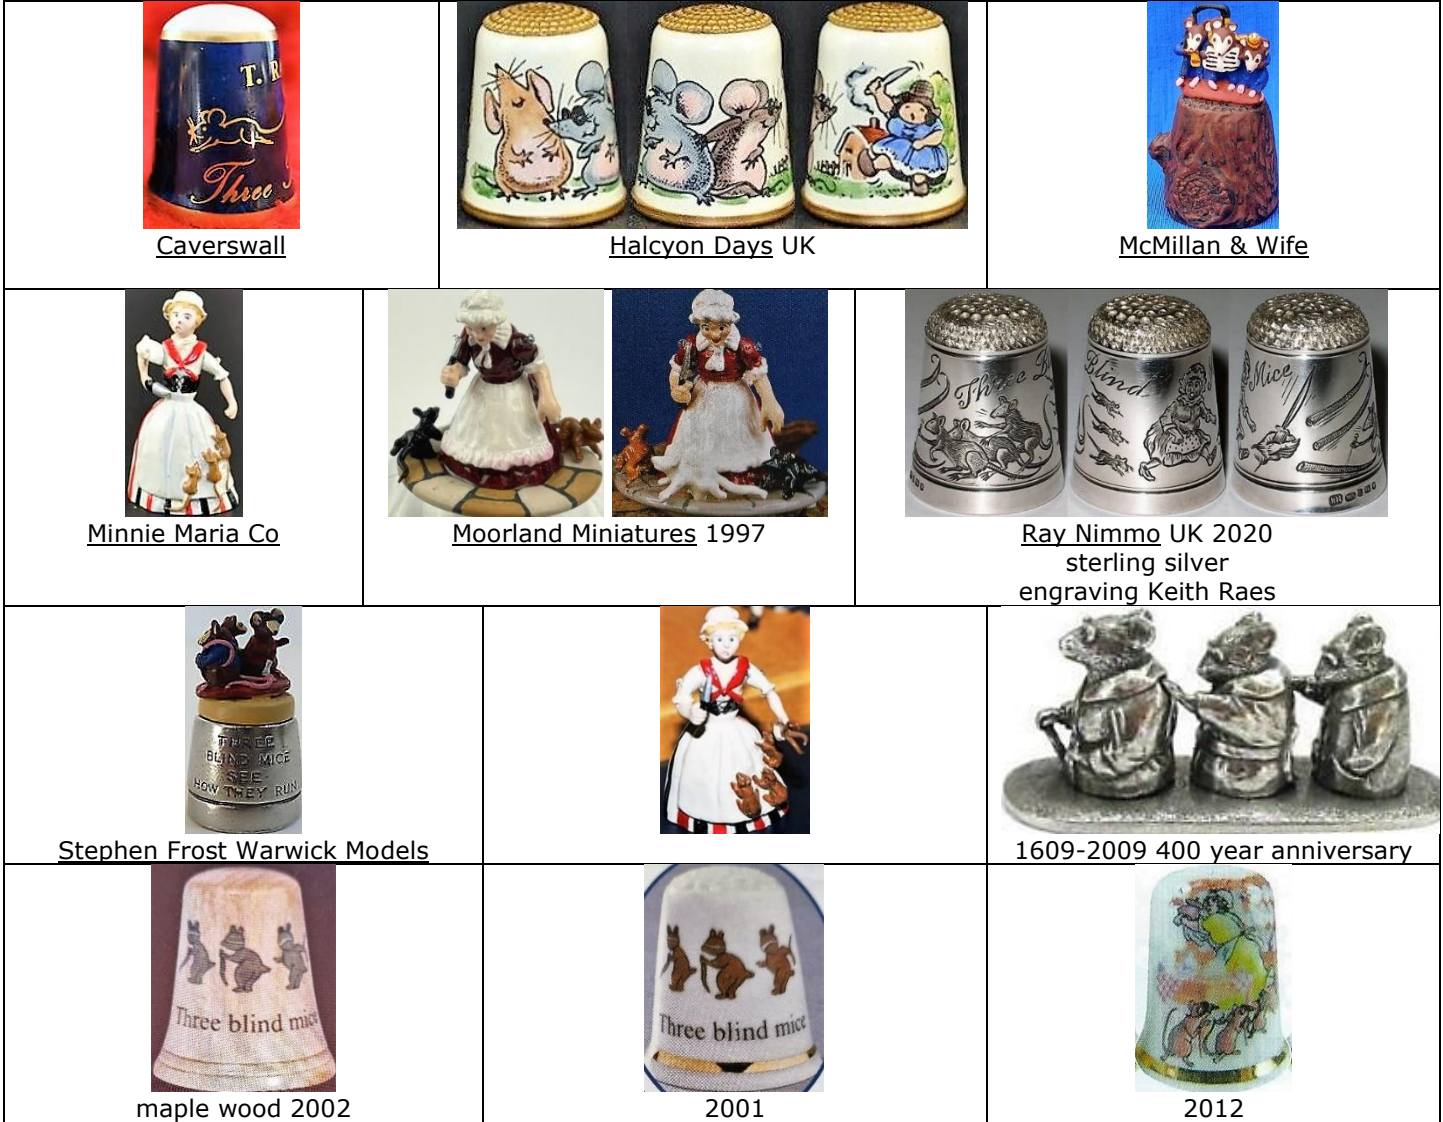 T.
Three
Caverswall
Halcyon Days UK
McMillan & Wife
Three
Blind
Mice
Minnie Maria Co
Moorland Miniatures 1997
Ray Nimmo UK 2020
sterling silver
engraving Keith Raes
THREE
BLIND MICE
SEE
HOW THEY RUN
Stephen Frost Warwick Models
1609-2009 400 year anniversary
Three blind mice
Three blind mice
maple wood 2002
2001
2012